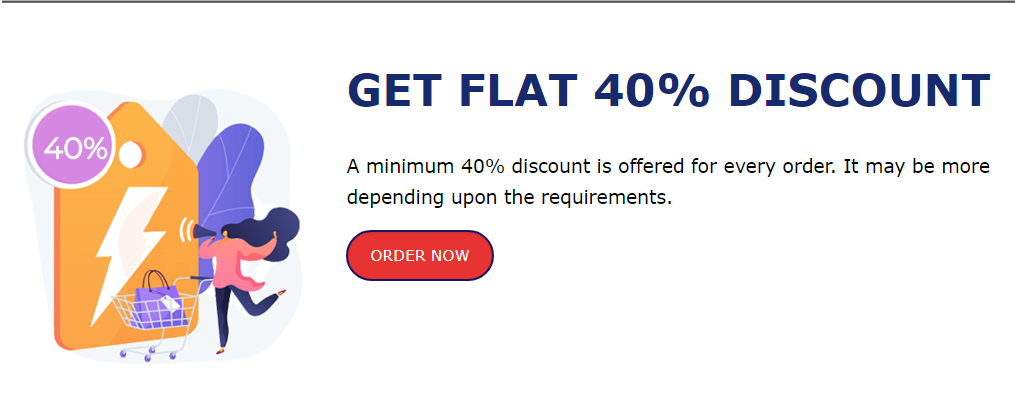 GET FLAT 40% DISCOUNT
40%
A minimum 40% discount is offered for every order. It may be more
depending upon the requirements.
ORDER NOW